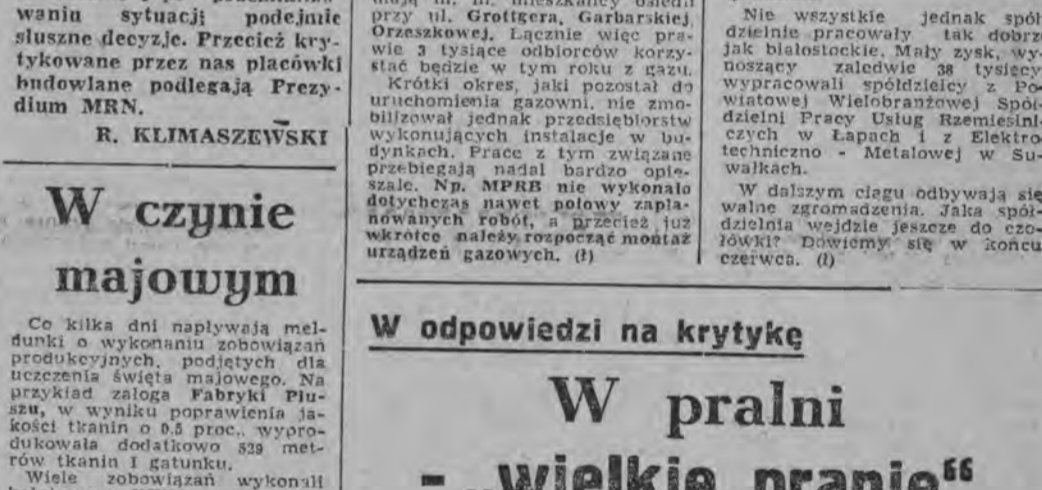 waniu sytuacji podejmie
słuszne decyzje. Przecież kry-
tykowane przez nas placówki
budowlane podlegają Prezy-
dium MRN.
R. KLIMASZEWSKI
W czynie
majowym
Co kilka dni napływają mel-
dunki o wykonaniu zobowiązań
produkcyjnych, podjętych dla
uczczenia święta majowego. Na
przykład załoga Fabryki Plu-
szu, w wyniku poprawienia ja-
kości tkanin o 0.5 proc., wypro-
dukowała dodatkowo 539 met-
rów tkanin I gatunku.
Wiele zobowiązań wykonali
przy ul. Grottgera, Garbarskiej,
Orzeszkowej. Łącznie więc pra-
wie 3 tysiące odbiorców korzy-
stać będzie w tym roku z gazu.
Krótki okres, jaki pozostał do
uruchomienia gazowni, nie zmo-
bilizował jednak przedsiębiorstw
wykonujących instalacje w bu-
dynkach. Prace z tym związane
przebiegają nadal bardzo opie-
szale. Np. MPRB nie wykonało
dotychczas nawet połowy zapla-
nowanych robót, a przecież już
wkrótce należy rozpocząć montaż
urządzeń gazowych. (ł)
Nie wszystkie jednak spół
dzielnie pracowały tak dobrze
jak białostockie. Mały zysk, wy-
noszący zaledwie 38 tysięcy
wypracowali spółdzielcy z Po
wiatowej Wielobranżowej Spół-
dzielni Pracy Usług Rzemieślni-
czych w Łapach i z Elektro
techniczno - Metalowej w Su-
wałkach.
W dalszym ciągu odbywają się
walne zgromadzenia. Jaka spół-
dzielnia wejdzie jeszcze do czo-
łówki? Dowiemy się w końcu
czerwca. (l)
W odpowiedzi na krytykę
W pralni
- „wielkie pranie“